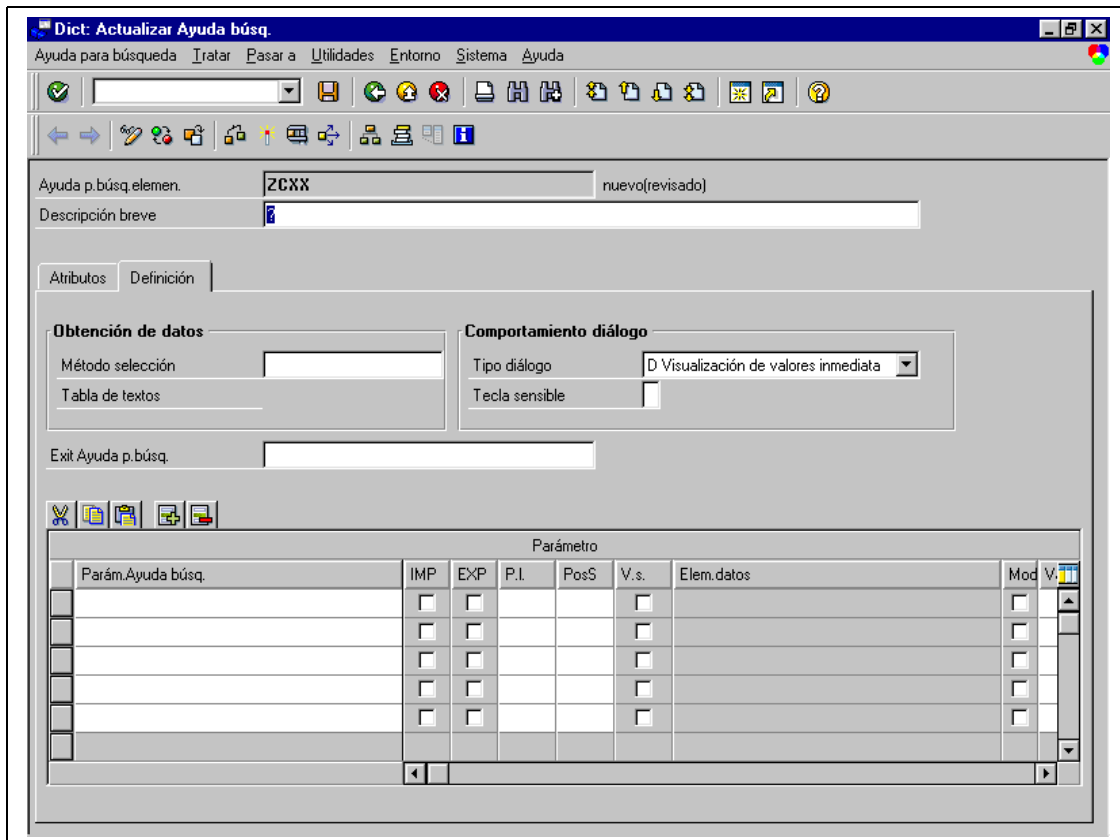 Dict: Actualizar Ayuda búsq.
Ayuda para búsqueda Tratar Pasar a Utilidades Entorno Sistema Ayuda
Ayuda p.búsq.elemen. ZCXX nuevo(revisado)
Descripción breve ?
Atributos Definición
Obtención de datos Comportamiento diálogo
Método selección Tipo diálogo D Visualización de valores inmediata
Tabla de textos Tecla sensible
Exit Ayuda p.búsq.
Parámetro
Parám.Ayuda búsq. IMP EXP P.I. PosS V.s. Elem.datos Mod V.